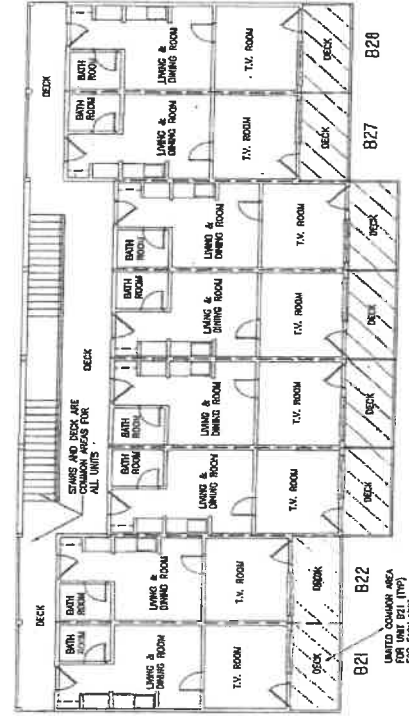 DECK
STAIRS AND DECK ARE
COMMON AREAS FOR
ALL UNITS.
DECK
DECK
BATH
ROOM
LIVING &
DINING ROOM
T.V. ROOM
DECK
B21
BATH
ROOM
LIVING &
DINING ROOM
T.V. ROOM
DECK
B22
BATH
ROOM
LIVING &
DINING ROOM
T.V. ROOM
DECK
BATH
ROOM
LIVING &
DINING ROOM
T.V. ROOM
DECK
BATH
ROOM
LIVING &
DINING ROOM
T.V. ROOM
DECK
BATH
ROOM
LIVING &
DINING ROOM
T.V. ROOM
DECK
BATH
ROOM
LIVING &
DINING ROOM
T.V. ROOM
DECK
B27
BATH
ROOM
LIVING &
DINING ROOM
T.V. ROOM
DECK
B28
LIMITED COMMON AREA
FOR UNIT B21 (TYP)